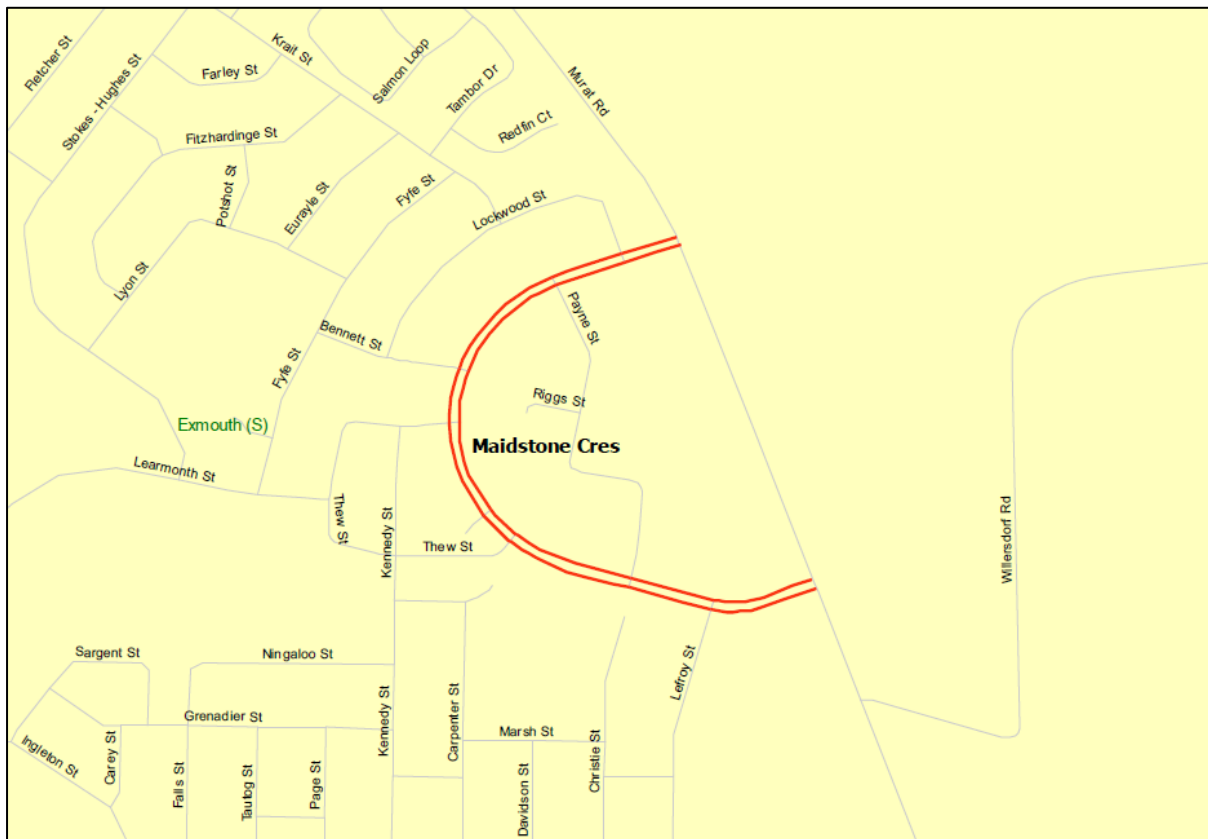 Fletcher St
Stokes - Hughes St
Farley St
Krait St
Salmon Loop
Tambor Dr
Murat Rd
Redfin Ct
Fitzhardinge St
Potshot St
Eurayle St
Fyfe St
Lockwood St
Lyon St
Payne St
Bennett St
Fyfe St
Riggs St
Exmouth (S)
Maidstone Cres
Learmonth St
Thew St
Kennedy St
Thew St
Willersdorf Rd
Sargent St
Ningaloo St
Lefroy St
Kennedy St
Carpenter St
Grenadier St
Marsh St
Christie St
Ingleton St
Carey St
Falls St
Tautog St
Page St
Davidson St